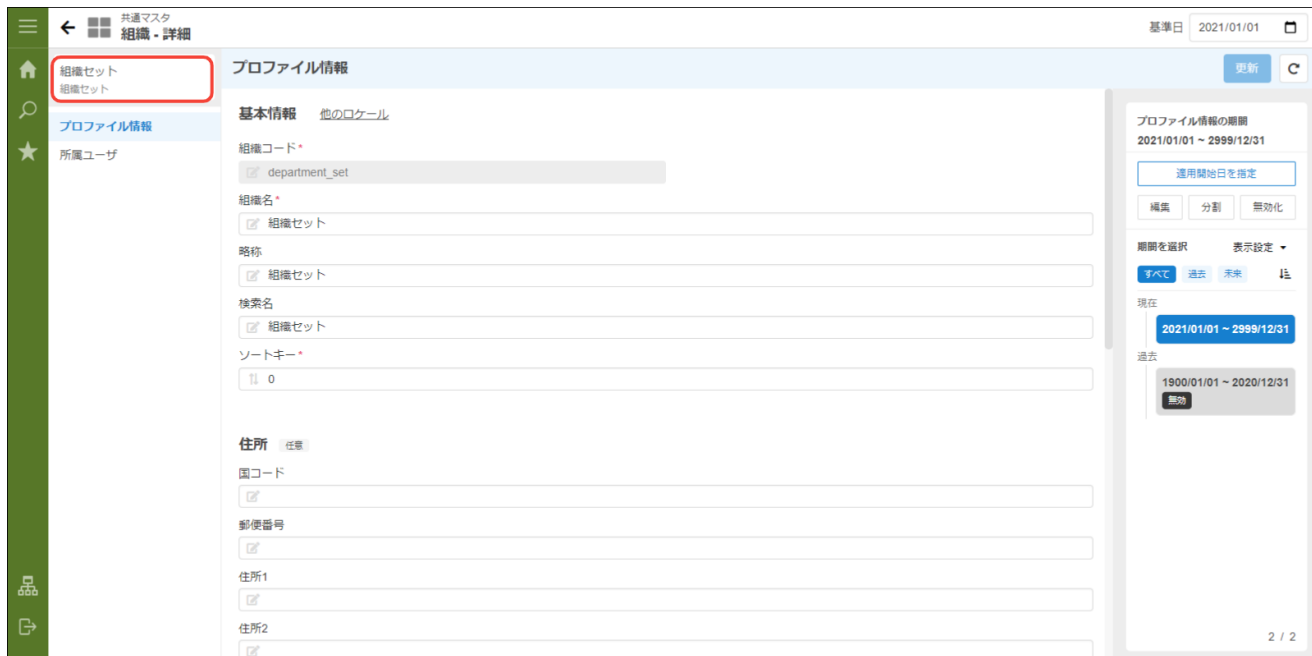 共通マスタ
組織 - 詳細
基準日 2021/01/01
組織セット
組織セット
プロファイル情報
所属ユーザ
プロファイル情報
更新
基本情報 他のロケール
組織コード*
department_set
組織名*
組織セット
略称
組織セット
検索名
組織セット
ソートキー*
0
住所 任意
国コード
郵便番号
住所1
住所2
プロファイル情報の期間
2021/01/01 ~ 2999/12/31
適用開始日を指定
編集 分割 無効化
期間を選択 表示設定
すべて 過去 未来
現在
2021/01/01 ~ 2999/12/31
過去
1900/01/01 ~ 2020/12/31
無効
2 / 2